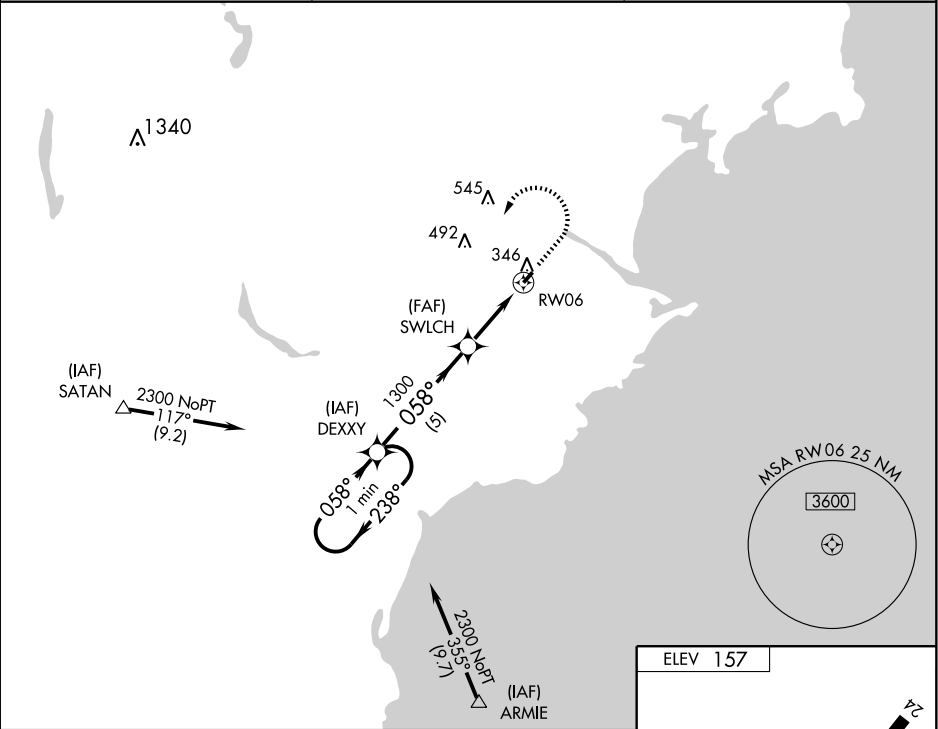 1340
545
492
346
RW06
(FAF)
SWLCH
(IAF)
SATAN
2300 NoPT
117°
(9.2)
(IAF)
DEXXY
1300
058°
(5)
058°
1 min
238°
MSA RW06 25 NM
3600
2300 NoPT
355°
(9.7)
(IAF)
ARMIE
ELEV 157
24